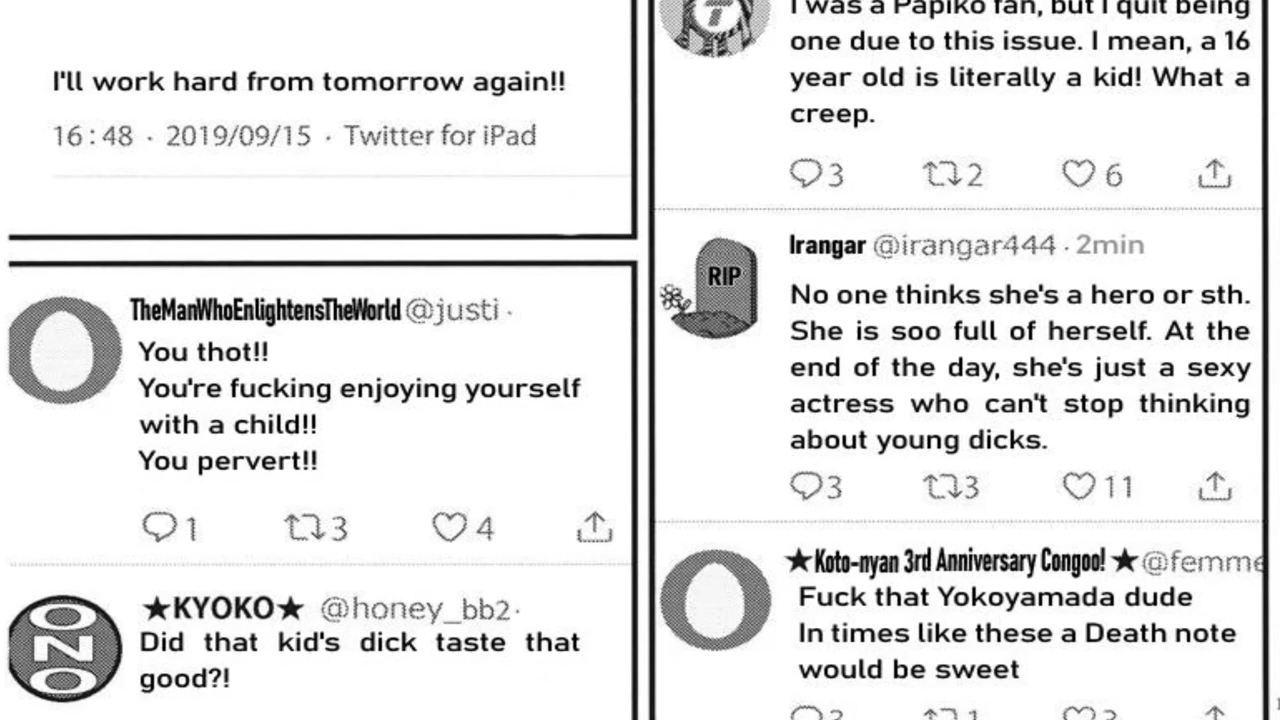 I'll work hard from tomorrow again!!
16:48 · 2019/09/15 · Twitter for iPad
TheManWhoEnlightensTheWorld @justi ·
You thot!!
You're fucking enjoying yourself
with a child!!
You pervert!!
1 3 4
ONO
★KYOKO★ @honey_bb2·
Did that kid's dick taste that
good?!
I was a Papiko fan, but I quit being
one due to this issue. I mean, a 16
year old is literally a kid! What a
creep.
3 2 6
RIP
Irangar @irangar444 · 2min
No one thinks she's a hero or sth.
She is soo full of herself. At the
end of the day, she's just a sexy
actress who can't stop thinking
about young dicks.
3 3 11
★Koto-nyan 3rd Anniversary Congoo! ★@femme
Fuck that Yokoyamada dude
In times like these a Death note
would be sweet